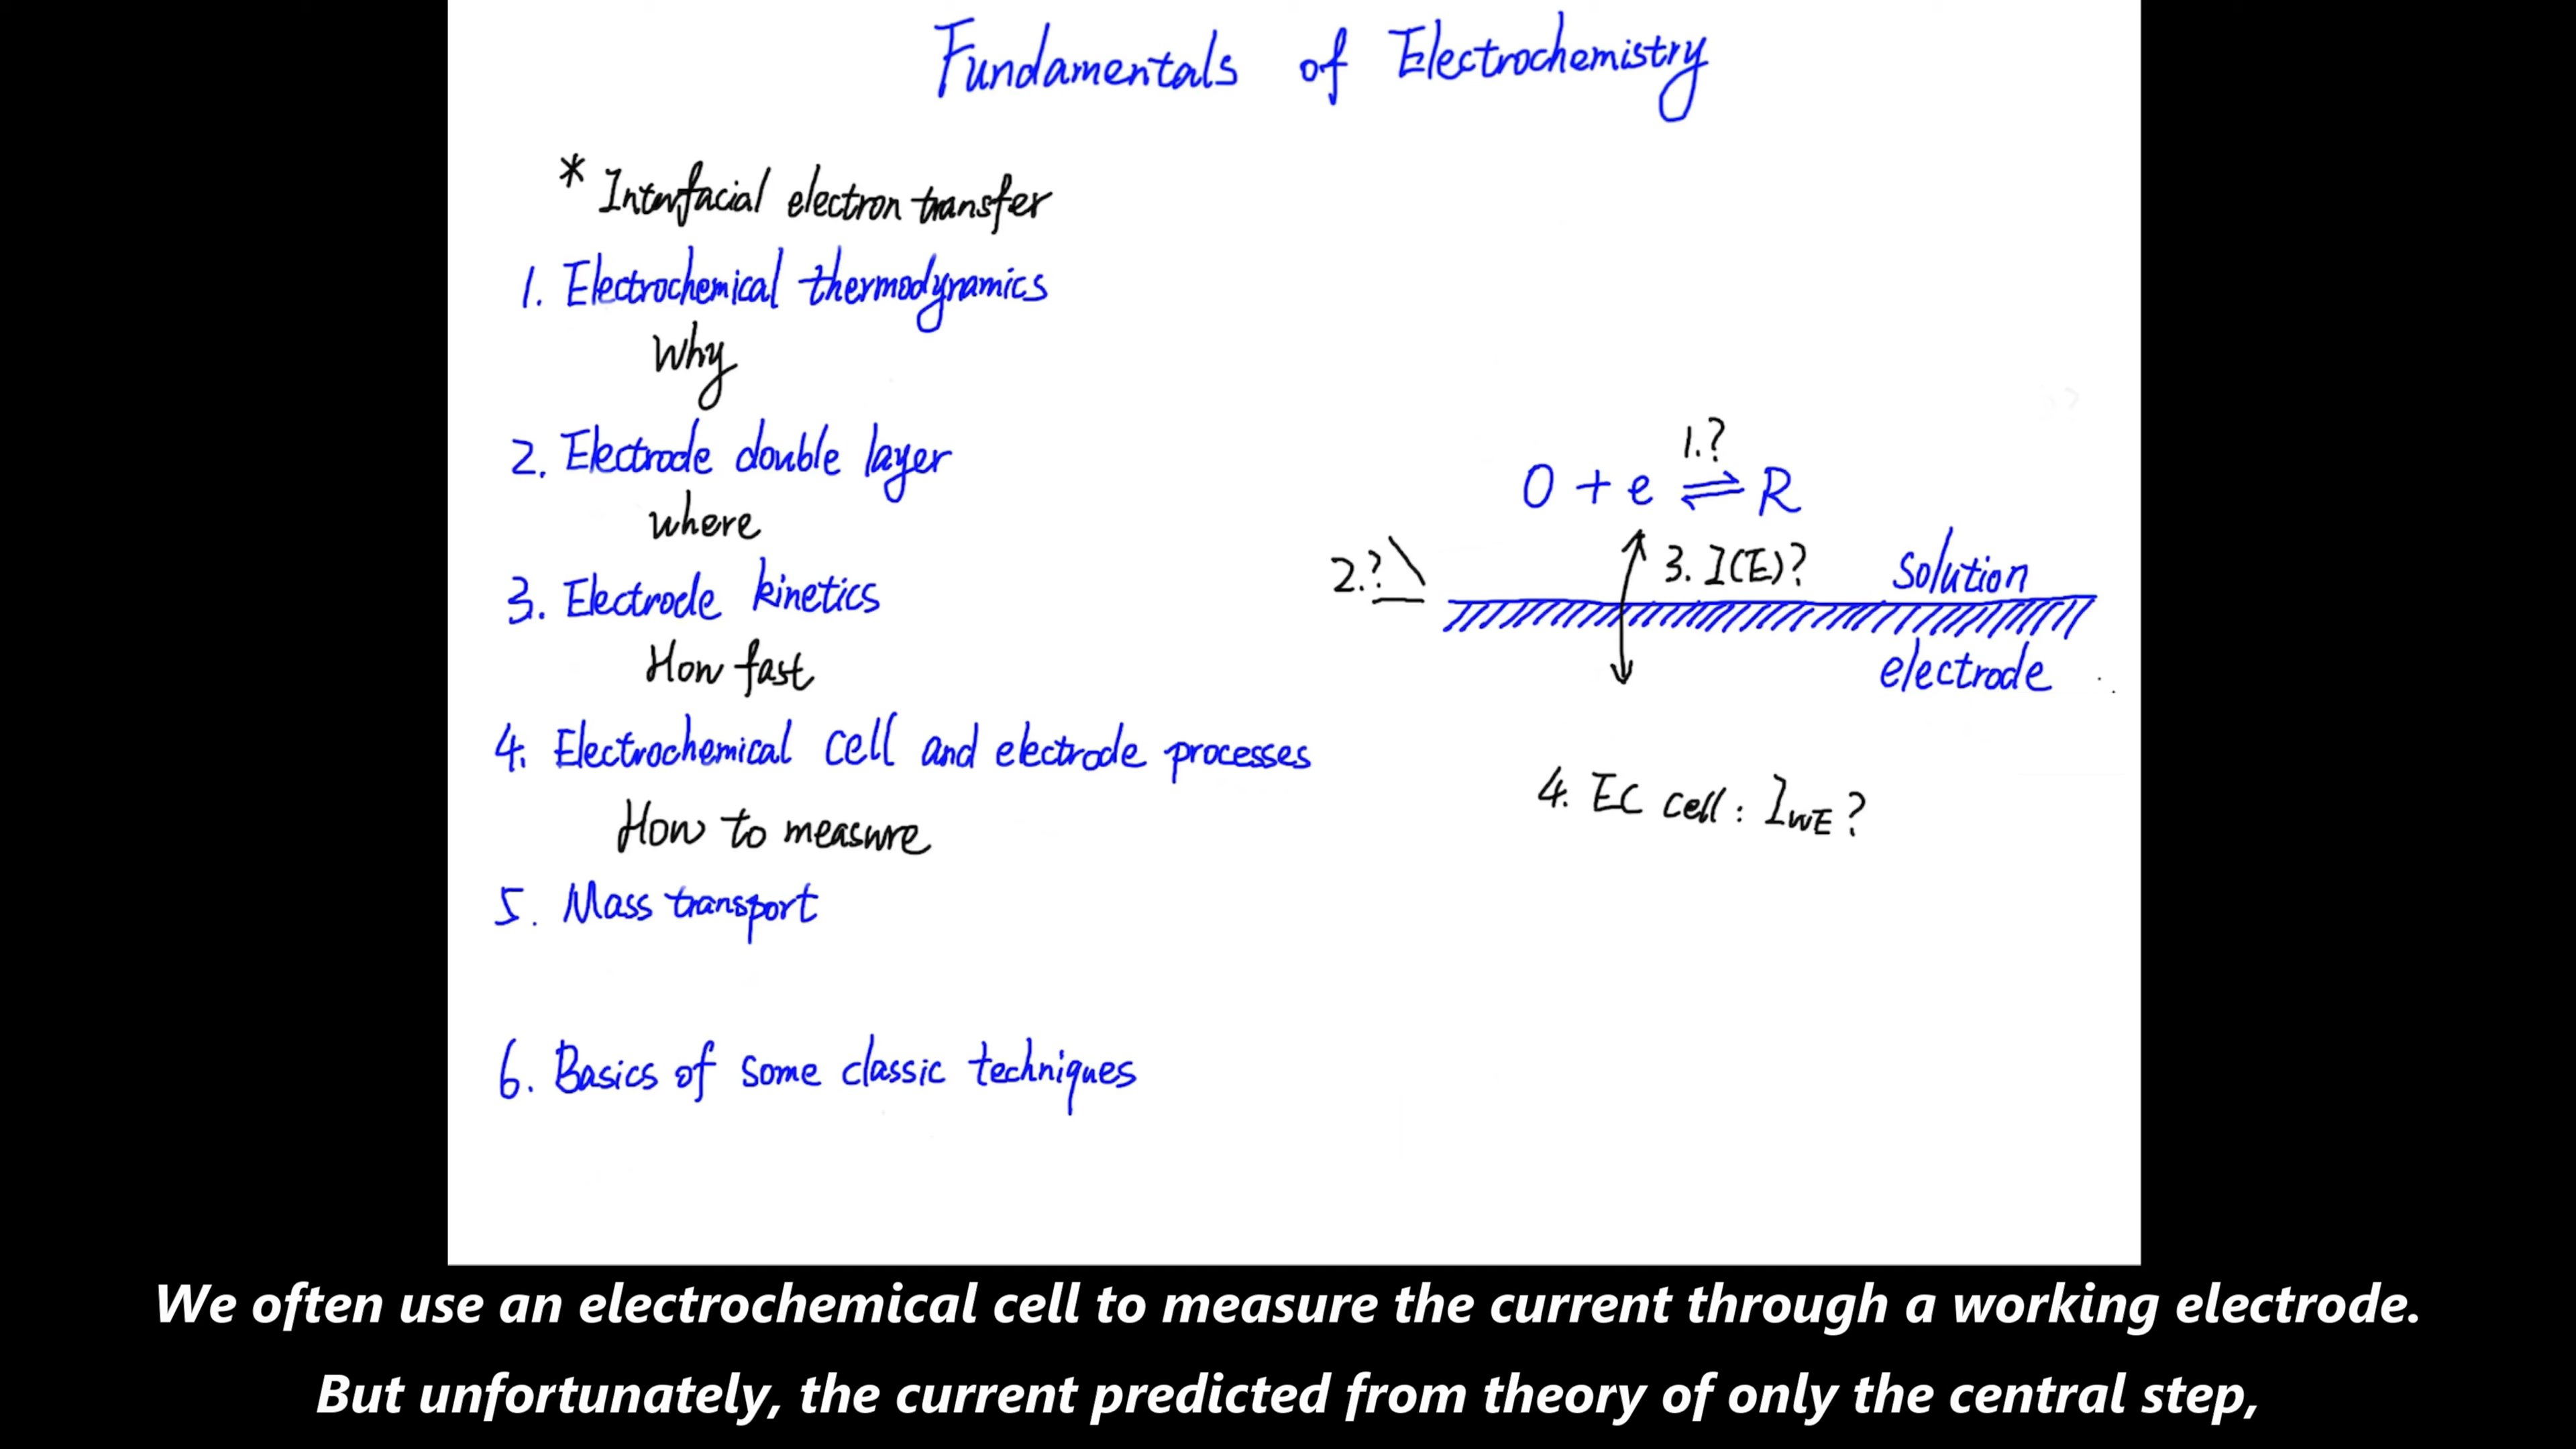 Fundamentals of Electrochemistry
* Interfacial electron transfer
1. Electrochemical thermodynamics
Why
2. Electrode double layer
where
3. Electrode kinetics
How fast
4. Electrochemical cell and electrode processes
How to measure
5. Mass transport
6. Basics of some classic techniques
1.?
O + e ⇌ R
2.?
3. I(E)?
solution
electrode
4. EC cell: I_WE?
We often use an electrochemical cell to measure the current through a working electrode.
But unfortunately, the current predicted from theory of only the central step,